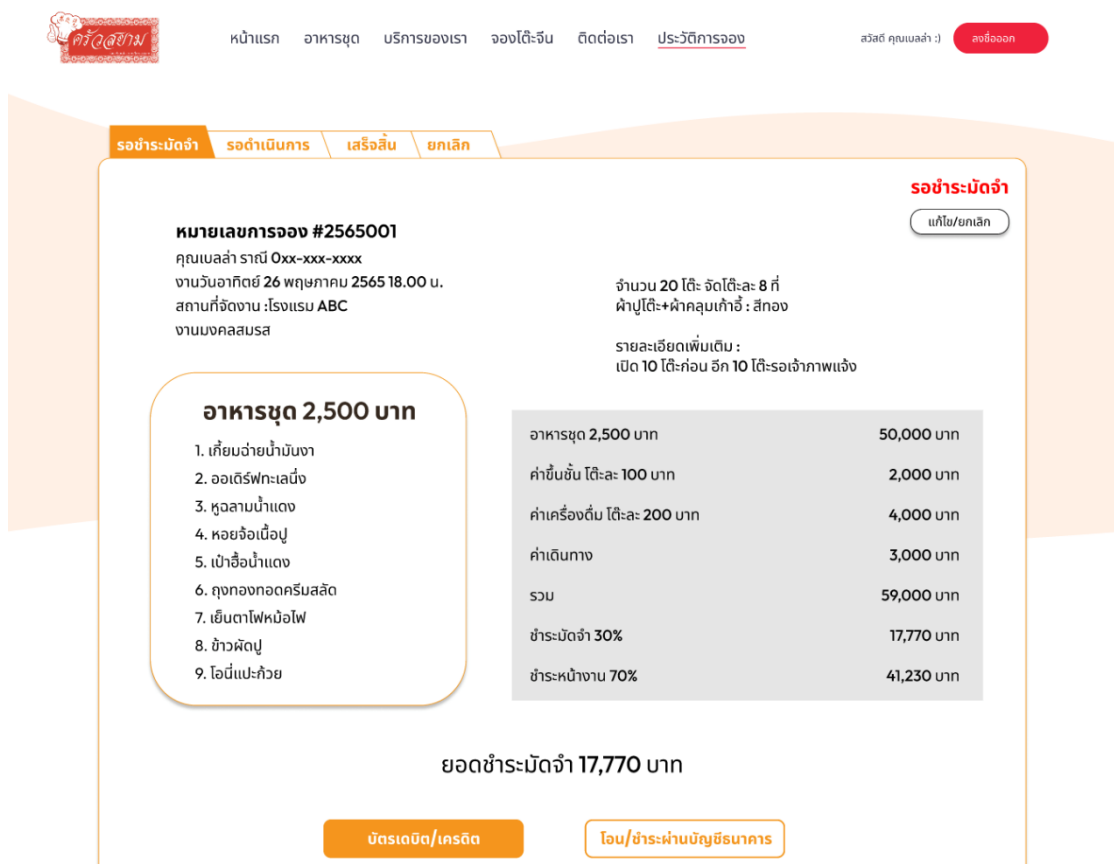 ครัวสยาม
หน้าแรก อาหารชุด บริการของเรา จองโต๊ะจีน ติดต่อเรา ประวัติการจอง
สวัสดี คุณเบลล่า :) ลงชื่อออก
รอชำระมัดจำ รอดำเนินการ เสร็จสิ้น ยกเลิก
รอชำระมัดจำ
แก้ไข/ยกเลิก
หมายเลขการจอง #2565001
คุณเบลล่า ราณี 0xx-xxx-xxxx
งานวันอาทิตย์ 26 พฤษภาคม 2565 18.00 น.
สถานที่จัดงาน :โรงแรม ABC
งานมงคลสมรส
จำนวน 20 โต๊ะ จัดโต๊ะละ 8 ที่
ผ้าปูโต๊ะ+ผ้าคลุมเก้าอี้ : สีทอง
รายละเอียดเพิ่มเติม :
เปิด 10 โต๊ะก่อน อีก 10 โต๊ะรอเจ้าภาพแจ้ง
อาหารชุด 2,500 บาท
1. เกี้ยมฉ่ายน้ำมันงา
2. ออเดิร์ฟทะเลนึ่ง
3. หูฉลามน้ำแดง
4. หอยจ้อเนื้อปู
5. เป๋าฮื้อน้ำแดง
6. ถุงทองทอดครีมสลัด
7. เย็นตาโฟหม้อไฟ
8. ข้าวผัดปู
9. โอนี่แปะก้วย
อาหารชุด 2,500 บาท 50,000 บาท
ค่าขึ้นชั้น โต๊ะละ 100 บาท 2,000 บาท
ค่าเครื่องดื่ม โต๊ะละ 200 บาท 4,000 บาท
ค่าเดินทาง 3,000 บาท
รวม 59,000 บาท
ชำระมัดจำ 30% 17,770 บาท
ชำระหน้างาน 70% 41,230 บาท
ยอดชำระมัดจำ 17,770 บาท
บัตรเดบิต/เครดิต โอน/ชำระผ่านบัญชีธนาคาร